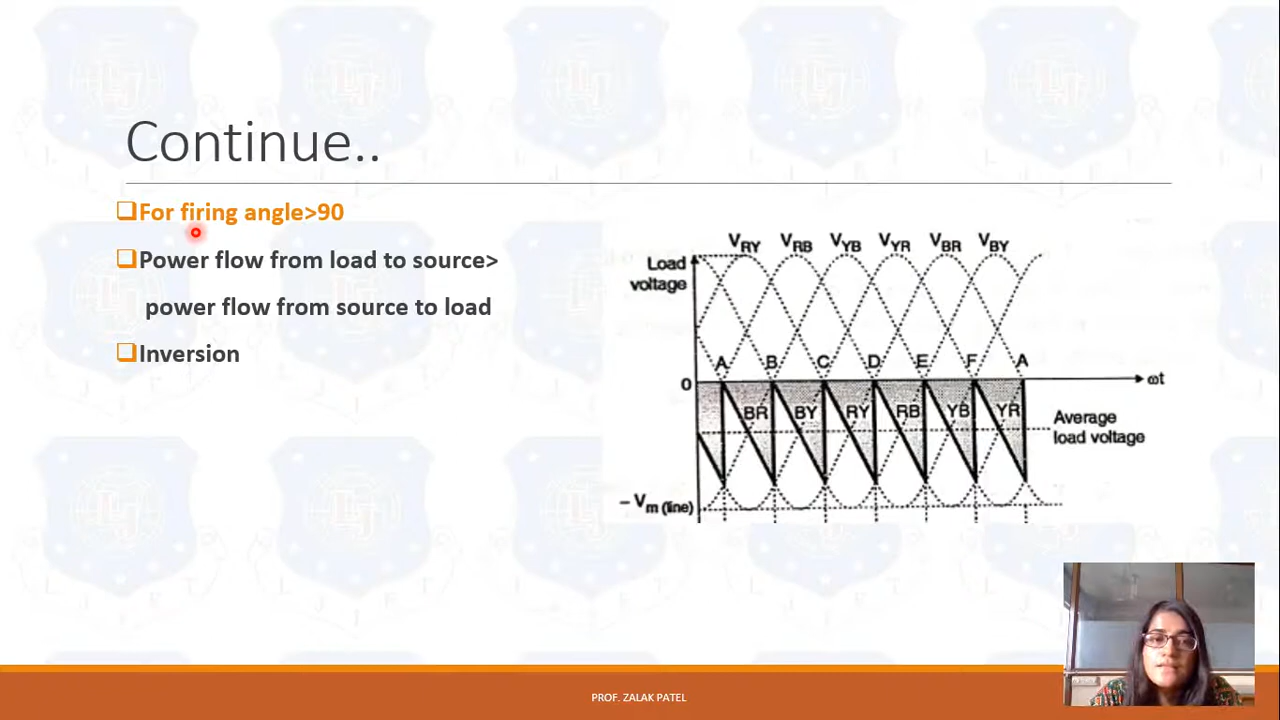 Continue..
❑For firing angle>90
❑Power flow from load to source>
power flow from source to load
❑Inversion
V_RY V_RB V_YB V_YR V_BR V_BY
Load
voltage
A B C D E F A
0
ωt
BR BY RY RB YB YR
Average
load voltage
– V_m (line)
PROF. ZALAK PATEL